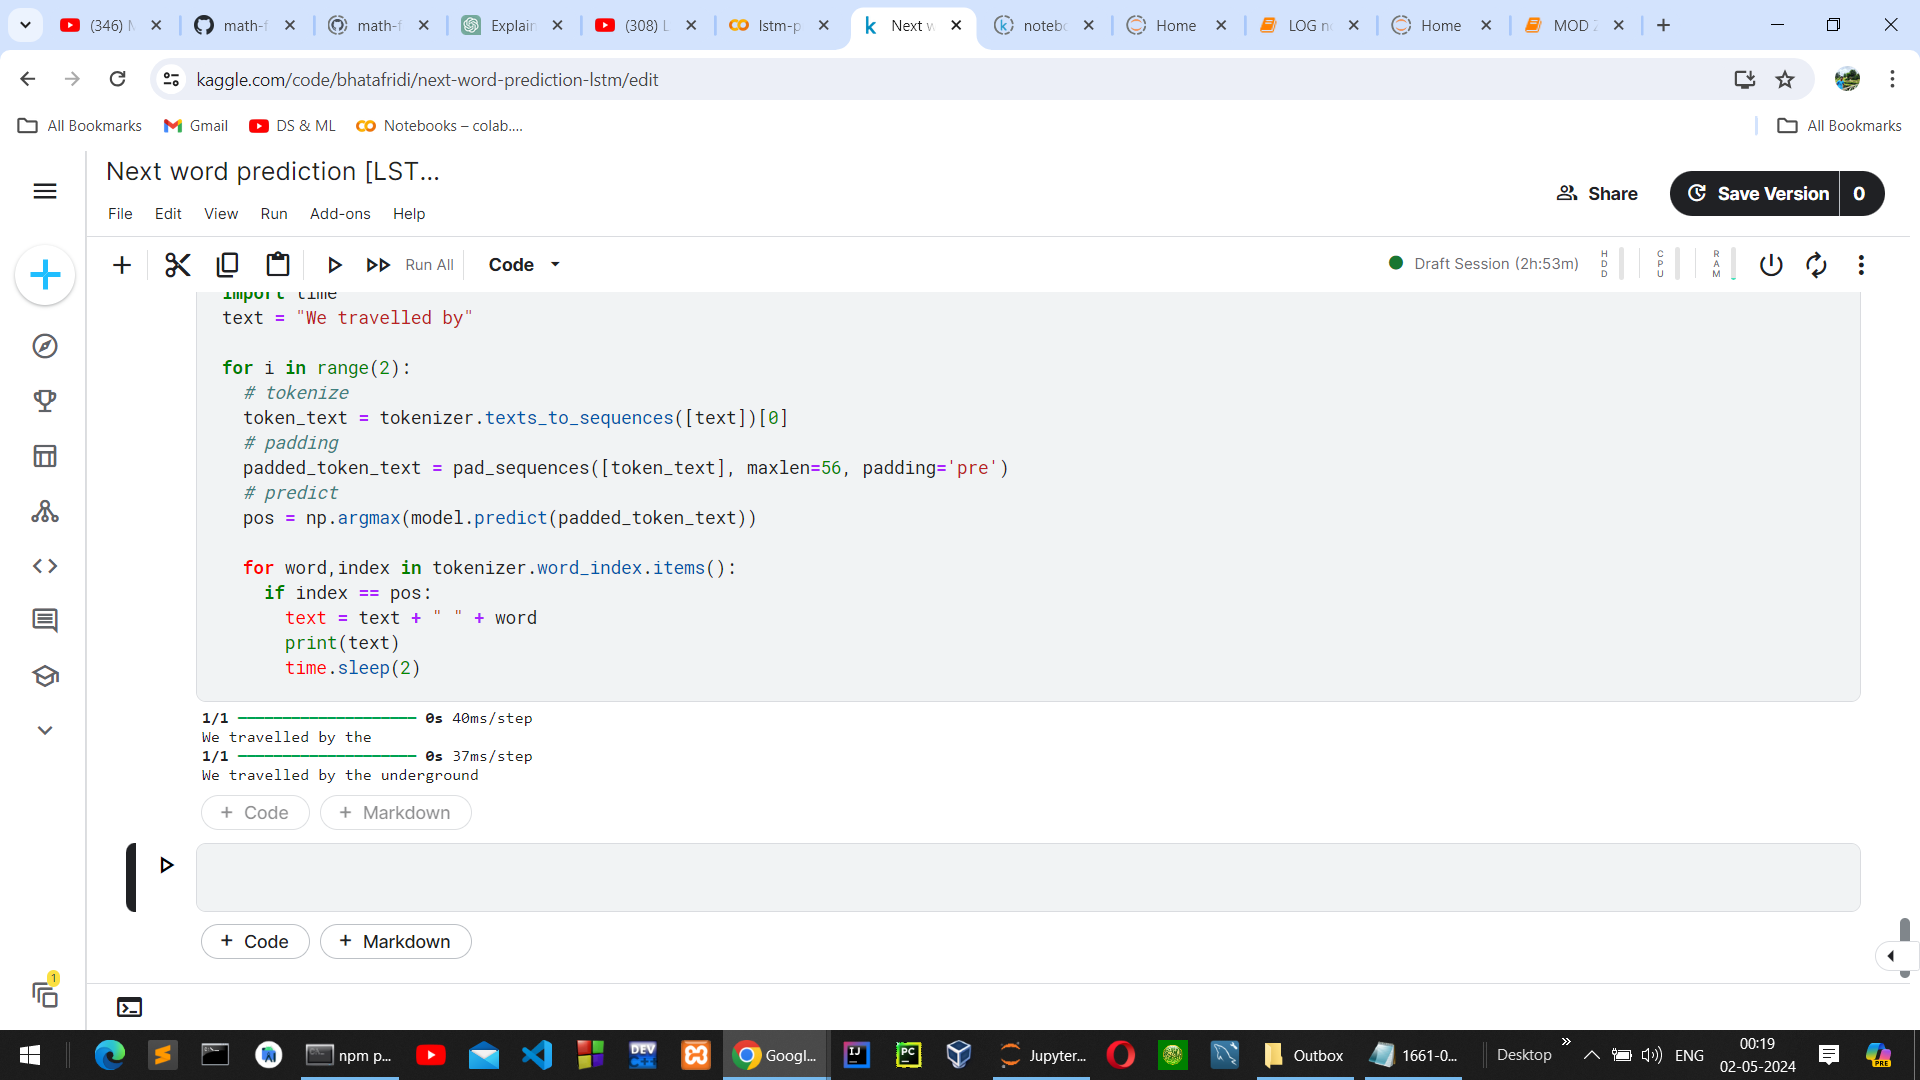 (346) M
math-f
math-f
Explain
(308) L
lstm-p
Next w
notebo
Home
LOG n
Home
MOD 2
kaggle.com/code/bhatafridi/next-word-prediction-lstm/edit
All Bookmarks
Gmail
DS & ML
Notebooks – colab....
All Bookmarks
Next word prediction [LST...
File Edit View Run Add-ons Help
Share
Save Version 0
Run All
Code
Draft Session (2h:53m)
HDD
CPU
RAM
import time
text = "We travelled by"
for i in range(2):
# tokenize
token_text = tokenizer.texts_to_sequences([text])[0]
# padding
padded_token_text = pad_sequences([token_text], maxlen=56, padding='pre')
# predict
pos = np.argmax(model.predict(padded_token_text))
for word,index in tokenizer.word_index.items():
if index == pos:
text = text + " " + word
print(text)
time.sleep(2)
1/1 0s 40ms/step
We travelled by the
1/1 0s 37ms/step
We travelled by the underground
+ Code + Markdown
+ Code + Markdown
1
npm p...
DEV
Googl...
IJ
PC
Jupyter...
Outbox
1661-0...
Desktop
ENG
00:19
02-05-2024
PRE